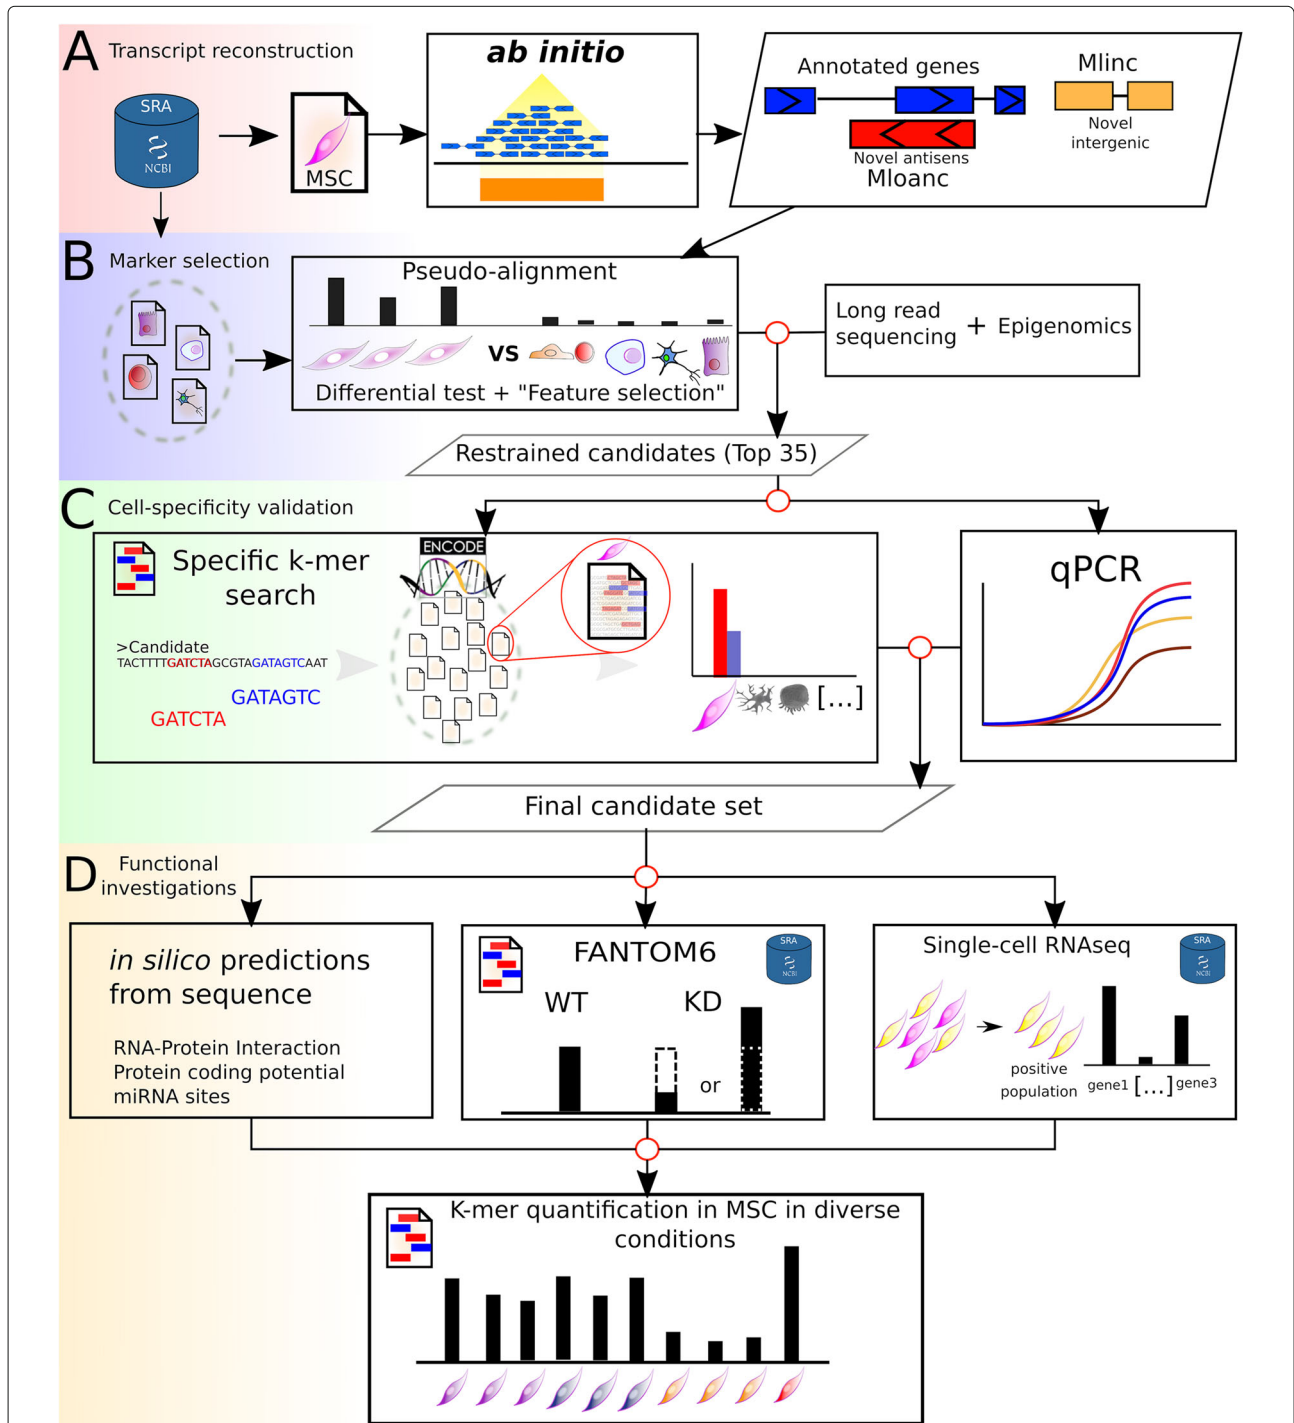 A Transcript reconstruction
SRA
NCBI
MSC
ab initio
Annotated genes
Mlinc
Novel
intergenic
Novel antisens
Mloanc
B Marker selection
Pseudo-alignment
VS
Differential test + "Feature selection"
Long read
sequencing + Epigenomics
Restrained candidates (Top 35)
C Cell-specificity validation
Specific k-mer
search
>Candidate
TACTTTTGATCTAGCGTAGATAGTCAAT
GATAGTC
GATCTA
ENCODE
[...]
qPCR
Final candidate set
D Functional
investigations
in silico predictions
from sequence
RNA-Protein Interaction
Protein coding potential
miRNA sites
FANTOM6
SRA
NCBI
WT
KD
or
Single-cell RNAseq
SRA
NCBI
positive
population
gene1 [...] gene3
K-mer quantification in MSC in diverse
conditions